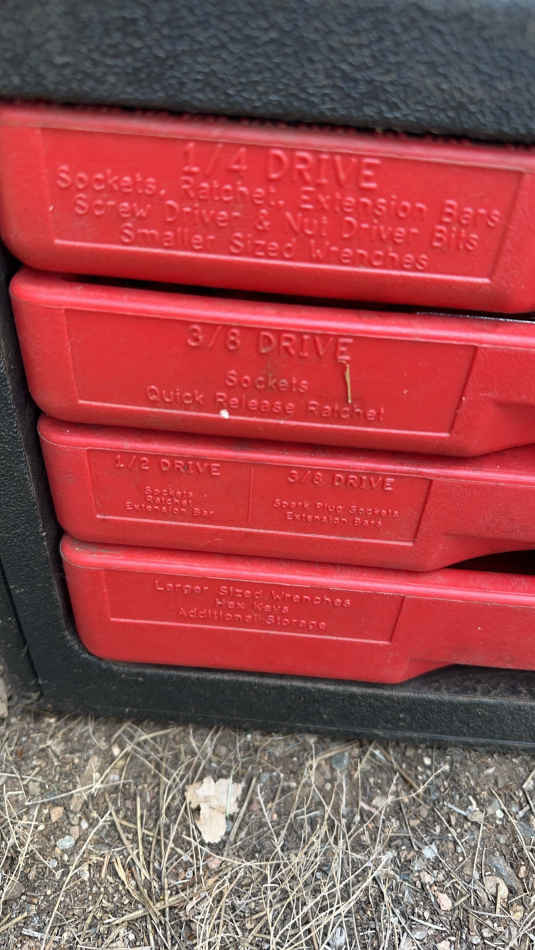 1/4 DRIVE
Sockets, Ratchet, Extension Bars
Screw Driver & Nut Driver Bits
Smaller Sized Wrenches
3/8 DRIVE
Sockets
Quick Release Ratchet
1/2 DRIVE
Sockets
Ratchet
Extension Bar
3/8 DRIVE
Spark Plug Sockets
Extension Bars
Larger Sized Wrenches
Hex Keys
Additional Storage